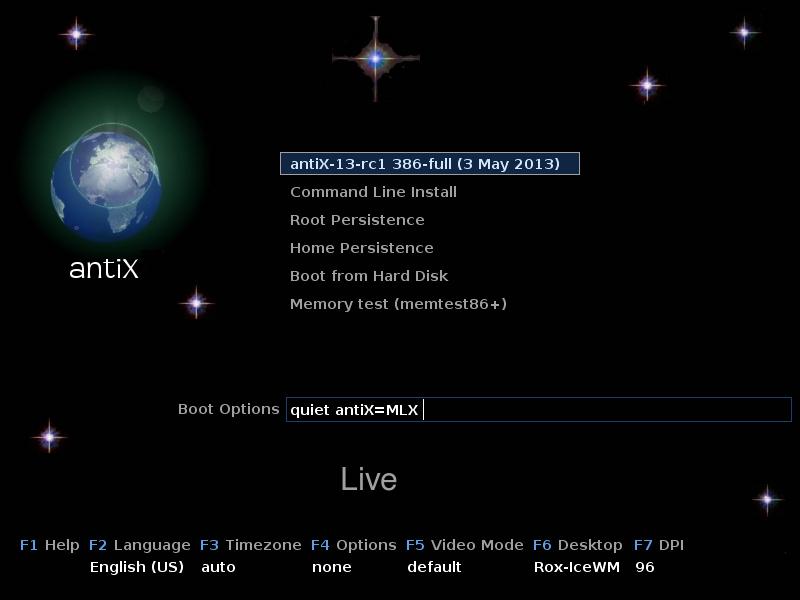 antiX-13-rc1 386-full (3 May 2013)
Command Line Install
Root Persistence
Home Persistence
Boot from Hard Disk
Memory test (memtest86+)
antiX
Boot Options quiet antiX=MLX
Live
F1 Help F2 Language F3 Timezone F4 Options F5 Video Mode F6 Desktop F7 DPI
English (US) auto none default Rox-IceWM 96